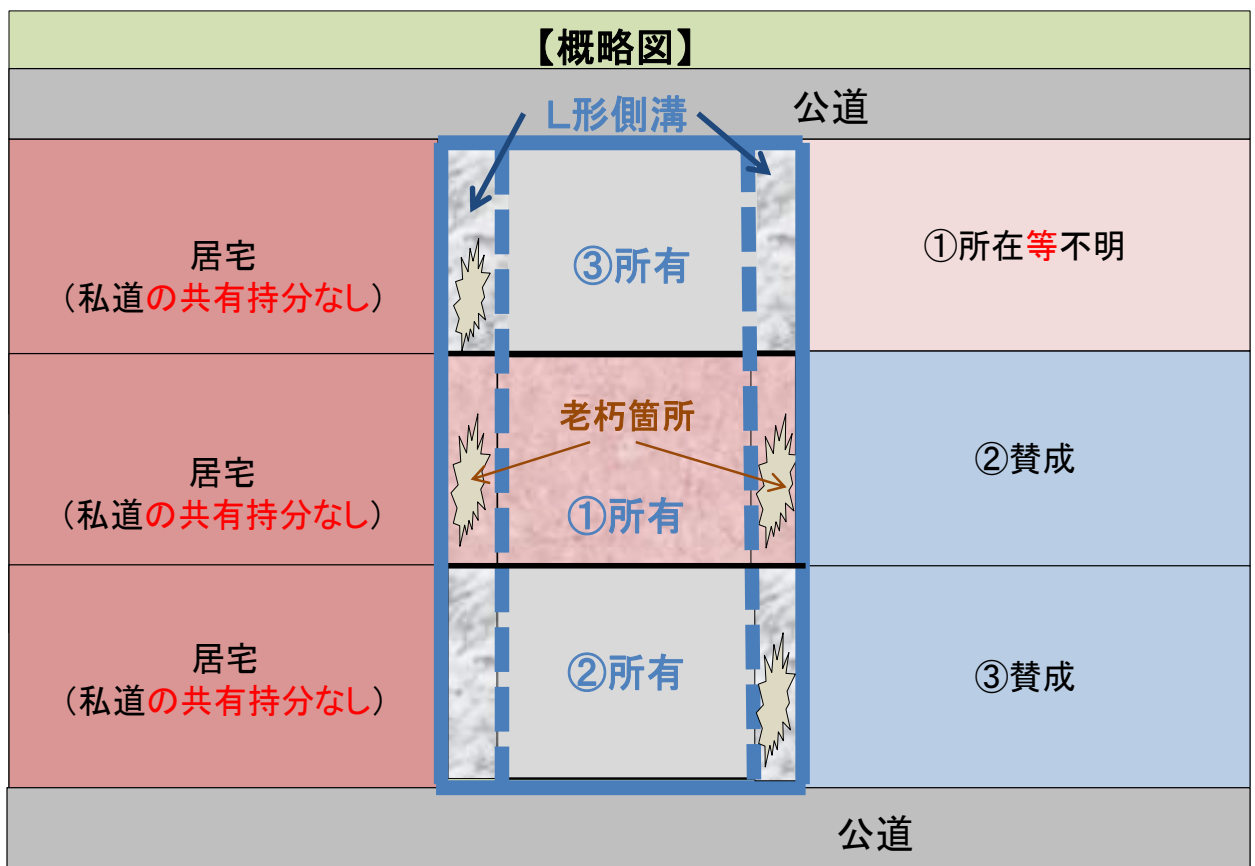 【概略図】
公道
L形側溝
居宅
（私道の共有持分なし）
③所有
①所在等不明
居宅
（私道の共有持分なし）
老朽箇所
①所有
②賛成
居宅
（私道の共有持分なし）
②所有
③賛成
公道